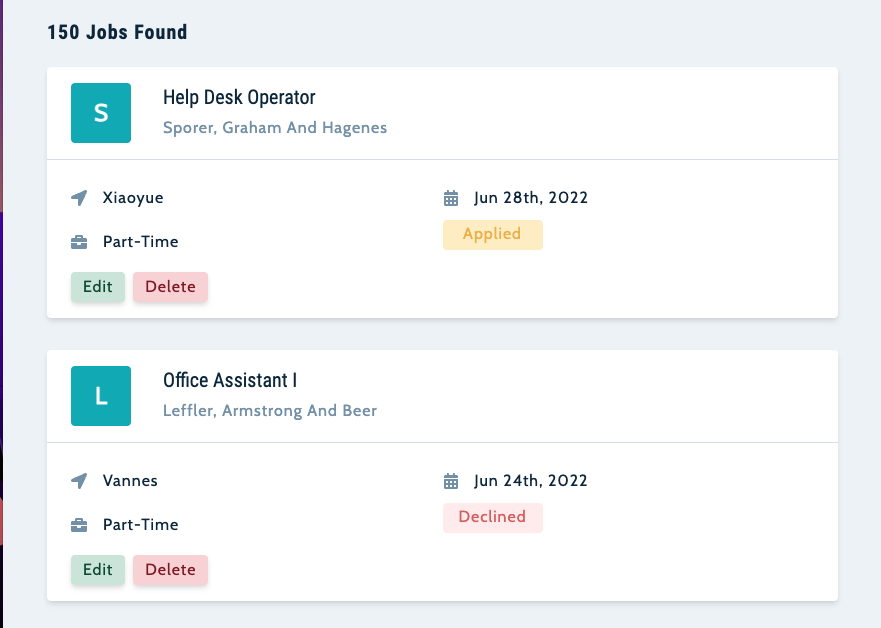 150 Jobs Found
S
Help Desk Operator
Sporer, Graham And Hagenes
Xiaoyue
Jun 28th, 2022
Part-Time
Applied
Edit
Delete
L
Office Assistant I
Leffler, Armstrong And Beer
Vannes
Jun 24th, 2022
Part-Time
Declined
Edit
Delete